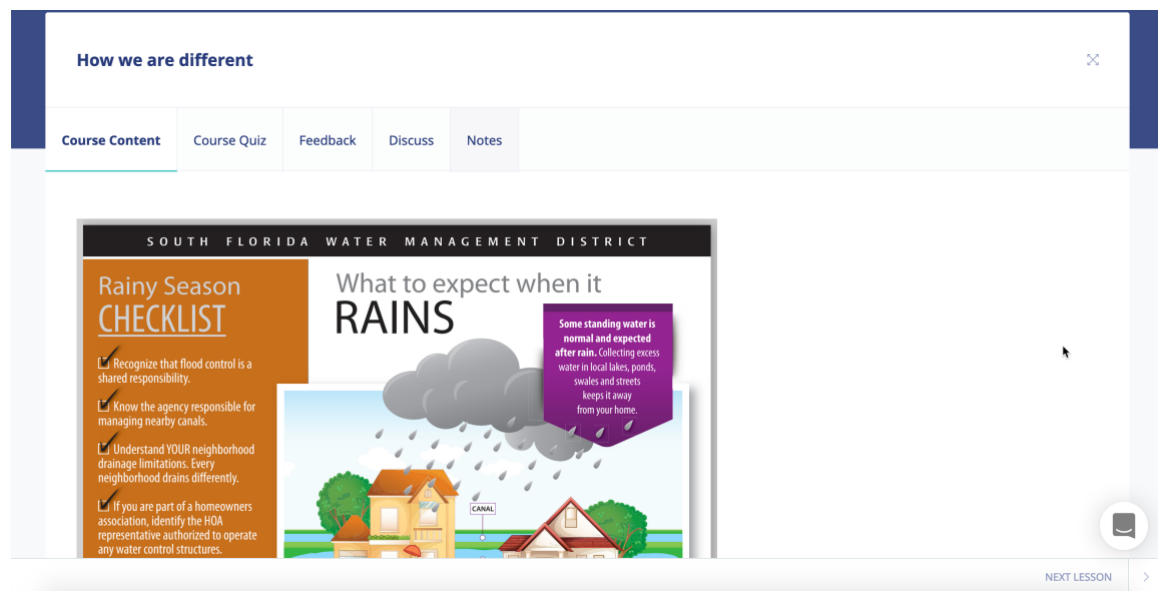 How we are different
Course Content
Course Quiz
Feedback
Discuss
Notes
SOUTH FLORIDA WATER MANAGEMENT DISTRICT
Rainy Season
CHECKLIST
Recognize that flood control is a
shared responsibility.
Know the agency responsible for
managing nearby canals.
Understand YOUR neighborhood
drainage limitations. Every
neighborhood drains differently.
If you are part of a homeowners
association, identify the HOA
representative authorized to operate
any water control structures.
What to expect when it
RAINS
Some standing water is
normal and expected
after rain. Collecting excess
water in local lakes, ponds,
swales and streets
keeps it away
from your home.
CANAL
NEXT LESSON